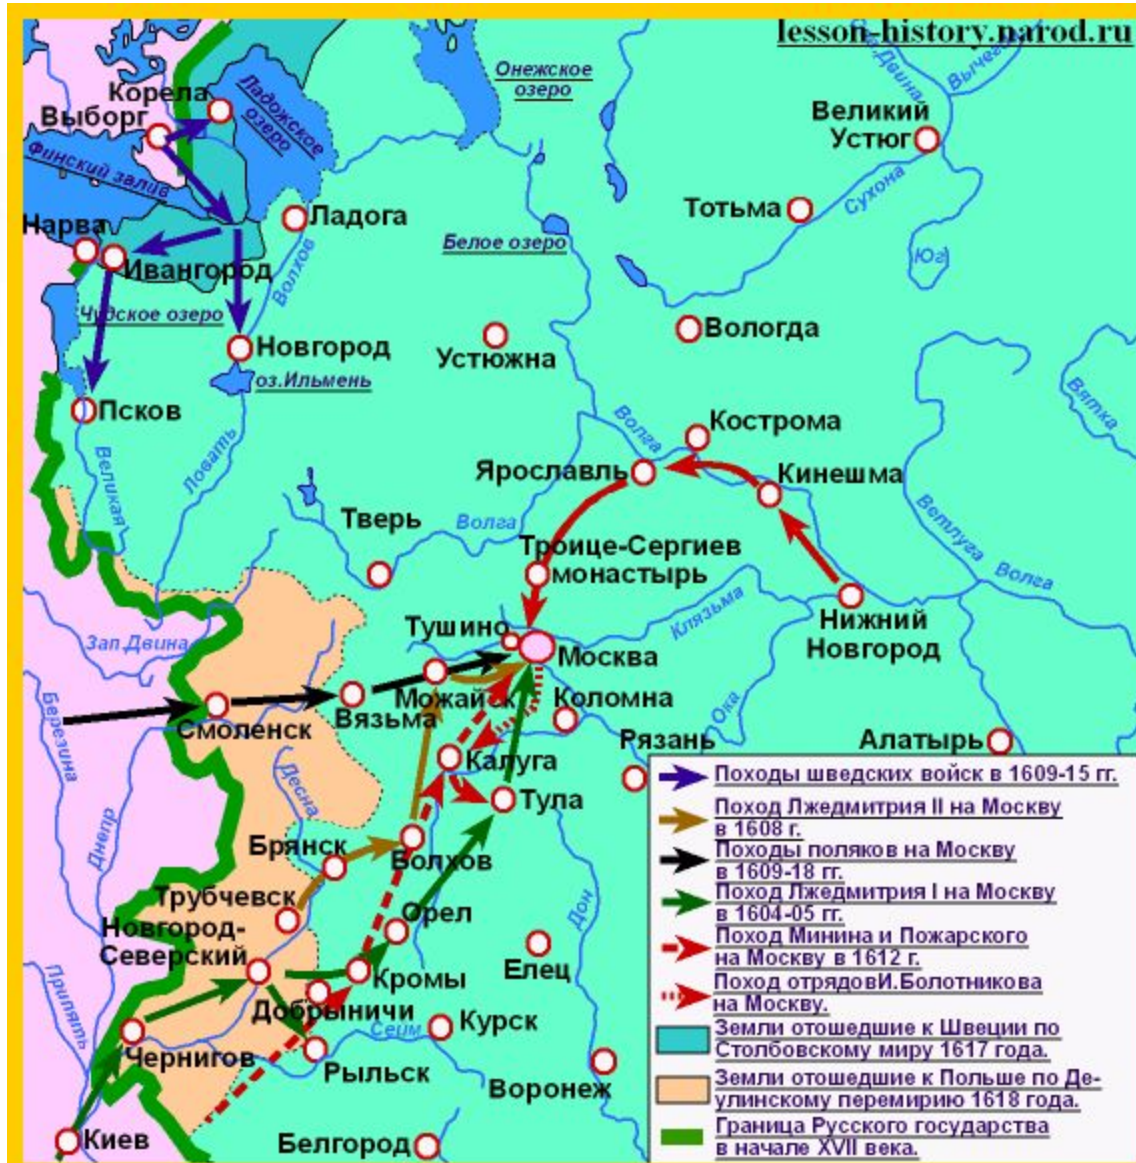 lesson-history.narod.ru
Онежское
озеро
Ладожское
озеро
Корела
Выборг
Финский залив
Великий
Устюг
Вычегда
Сухона
Тотьма
Юг
Ладога
Нарва
Ивангород
Волхов
Белое озеро
Чудское озеро
Новгород
оз.Ильмень
Устюжна
Вологда
Псков
Великая
Ловать
Волга
Кострома
Вятка
Ярославль
Кинешма
Ветлуга
Тверь
Волга
Троице-Сергиев
монастырь
Волга
Клязьма
Нижний
Новгород
Зап.Двина
Тушино
Москва
Можайск
Коломна
Березина
Смоленск
Вязьма
Ока
Рязань
Алатырь
Калуга
Десна
Тула
Днепр
Брянск
Болхов
Трубчевск
Новгород-
Северский
Орел
Дон
Елец
Кромы
Добрыничи
Припять
Сеим
Курск
Чернигов
Рыльск
Воронеж
Киев
Белгород
Походы шведских войск в 1609-15 гг.
Поход Лжедмитрия II на Москву
в 1608 г.
Походы поляков на Москву
в 1609-18 гг.
Поход Лжедмитрия I на Москву
в 1604-05 гг.
Поход Минина и Пожарского
на Москву в 1612 г.
Поход отрядовИ.Болотникова
на Москву.
Земли отошедшие к Швеции по
Столбовскому миру 1617 года.
Земли отошедшие к Польше по Де-
улинскому перемирию 1618 года.
Граница Русского государства
в начале XVII века.